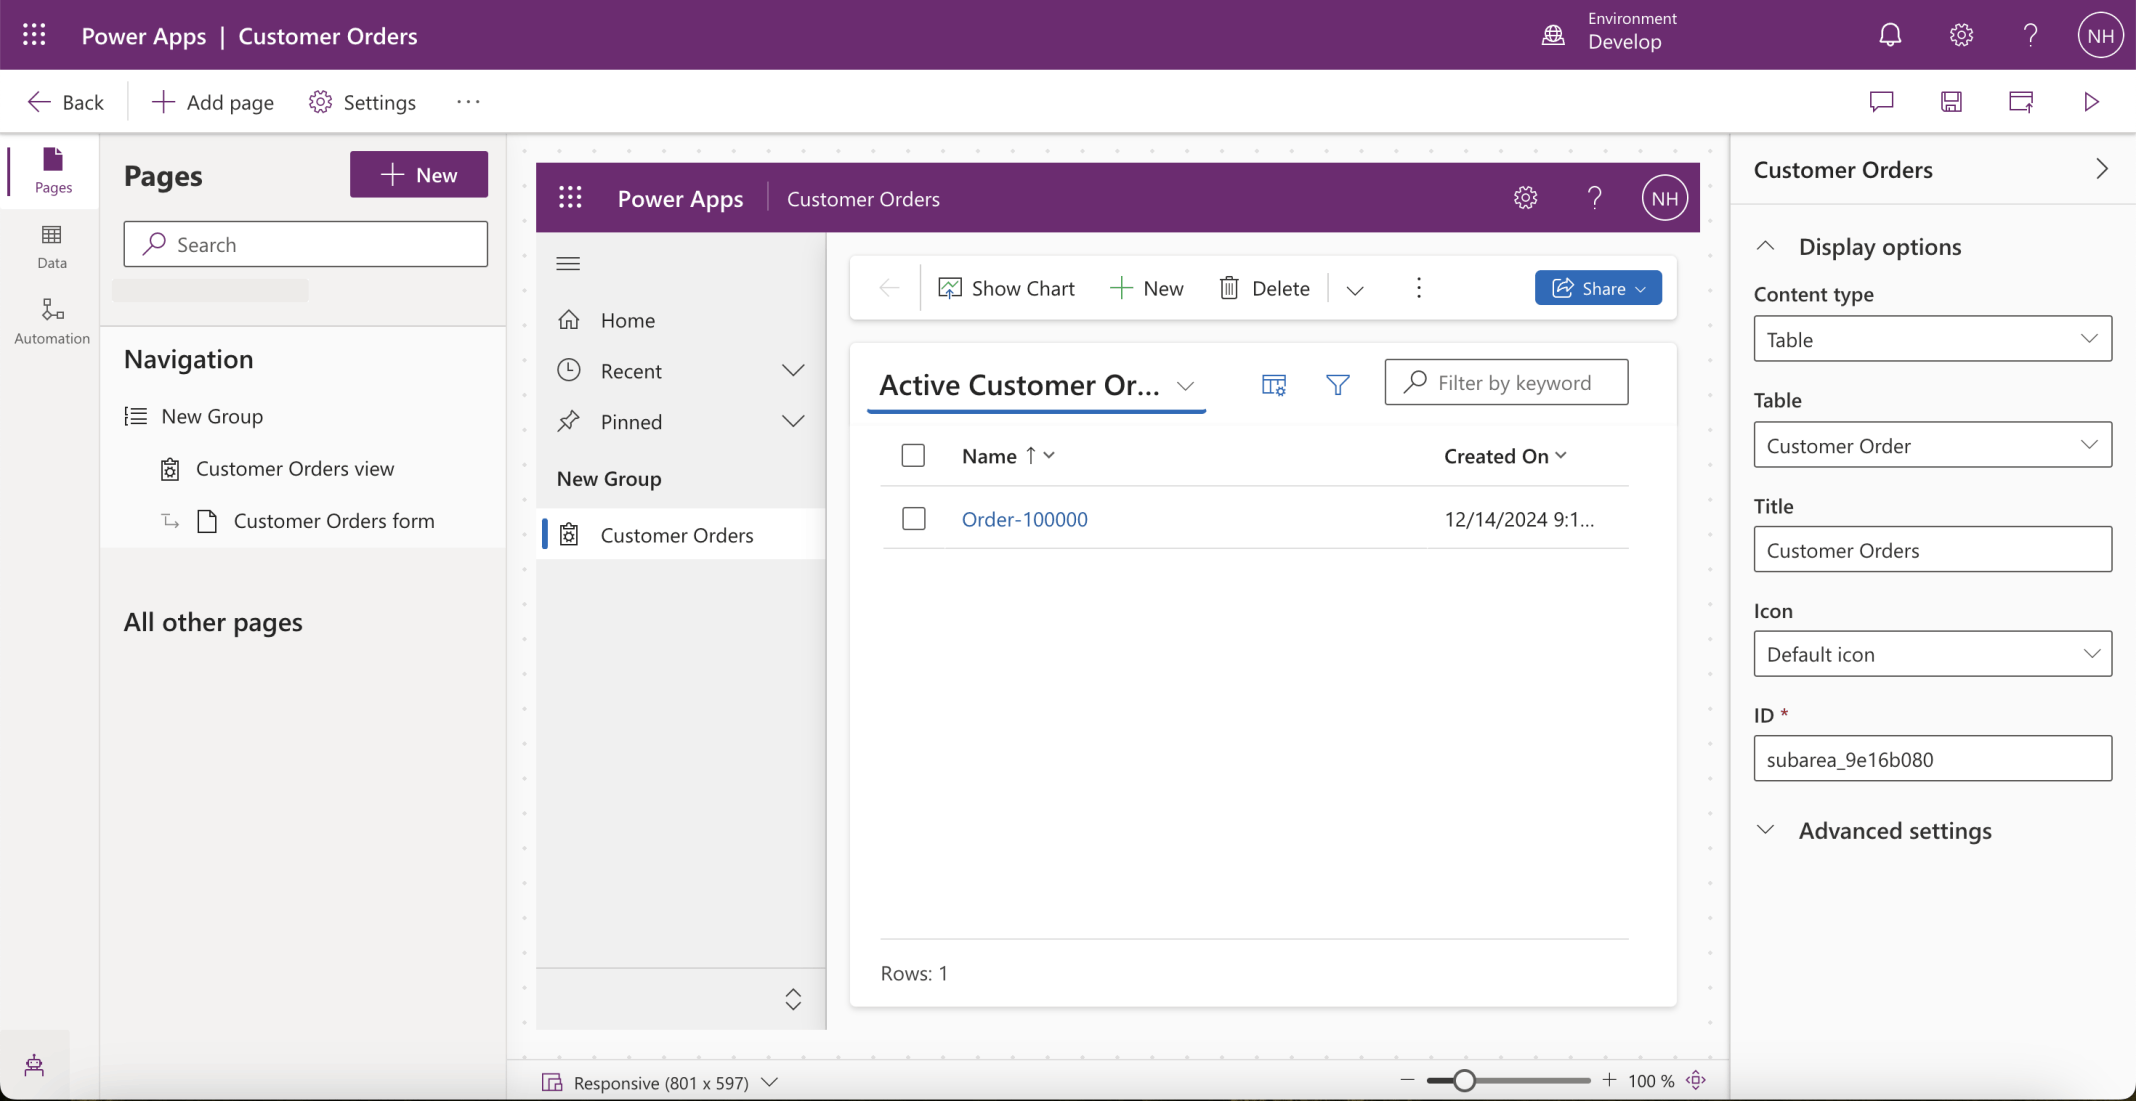 Power Apps | Customer Orders
Environment
Develop
NH
Back
Add page
Settings
Pages
Data
Automation
Pages
New
Search
Navigation
New Group
Customer Orders view
Customer Orders form
All other pages
Power Apps
Customer Orders
NH
Home
Recent
Pinned
New Group
Customer Orders
Show Chart
New
Delete
Share
Active Customer Or...
Filter by keyword
Name
Created On
Order-100000
12/14/2024 9:1...
Rows: 1
Responsive (801 x 597)
100 %
Customer Orders
Display options
Content type
Table
Table
Customer Order
Title
Customer Orders
Icon
Default icon
ID *
subarea_9e16b080
Advanced settings